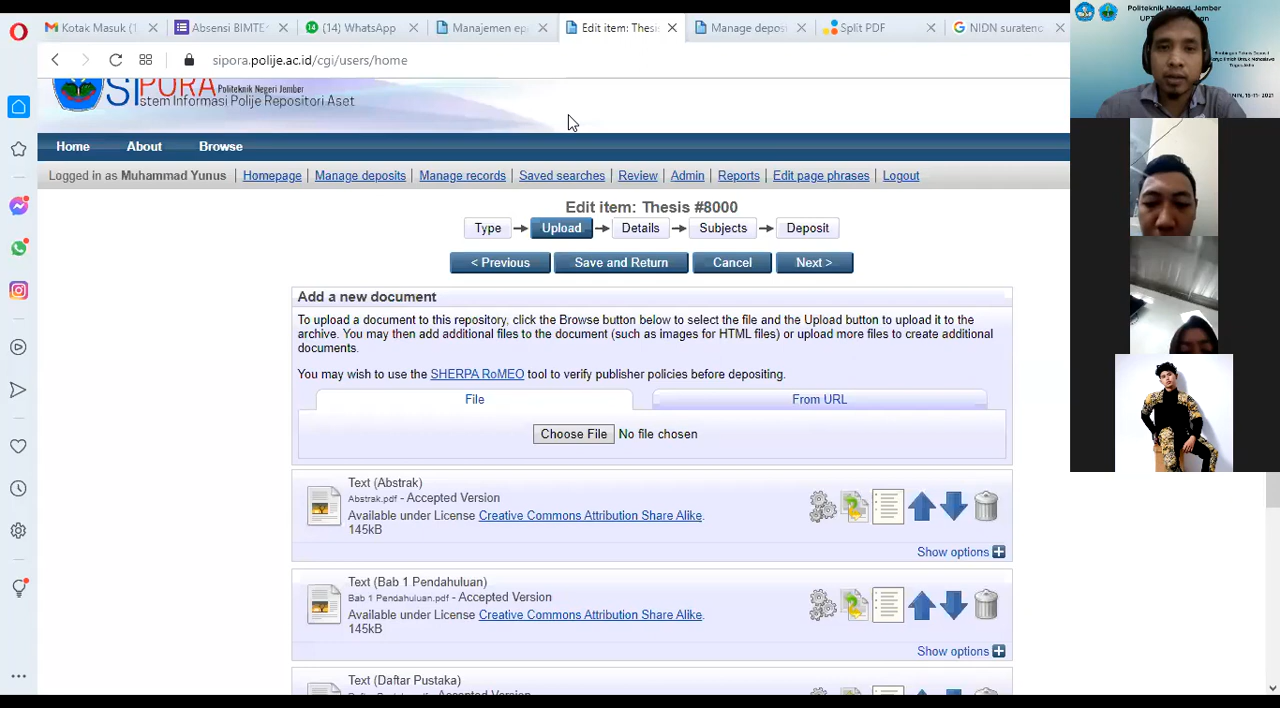 Kotak Masuk (1
Absensi BIMTE
(14) WhatsApp
Manajemen ep
Edit item: Thesi
Manage depos
Split PDF
NIDN suratenc
sipora.polije.ac.id/cgi/users/home
SIPORA Politeknik Negeri Jember
Sistem Informasi Polije Repositori Aset
Home About Browse
Logged in as Muhammad Yunus | Homepage | Manage deposits | Manage records | Saved searches | Review | Admin | Reports | Edit page phrases | Logout
Edit item: Thesis #8000
Type Upload Details Subjects Deposit
< Previous Save and Return Cancel Next >
Add a new document
To upload a document to this repository, click the Browse button below to select the file and the Upload button to upload it to the
archive. You may then add additional files to the document (such as images for HTML files) or upload more files to create additional
documents.
You may wish to use the SHERPA RoMEO tool to verify publisher policies before depositing.
File From URL
Choose File No file chosen
Text (Abstrak)
Abstrak.pdf - Accepted Version
Available under License Creative Commons Attribution Share Alike.
145kB
Show options
Text (Bab 1 Pendahuluan)
Bab 1 Pendahuluan.pdf - Accepted Version
Available under License Creative Commons Attribution Share Alike.
145kB
Show options
Text (Daftar Pustaka)
Accepted Version
Politeknik Negeri Jember
UPT